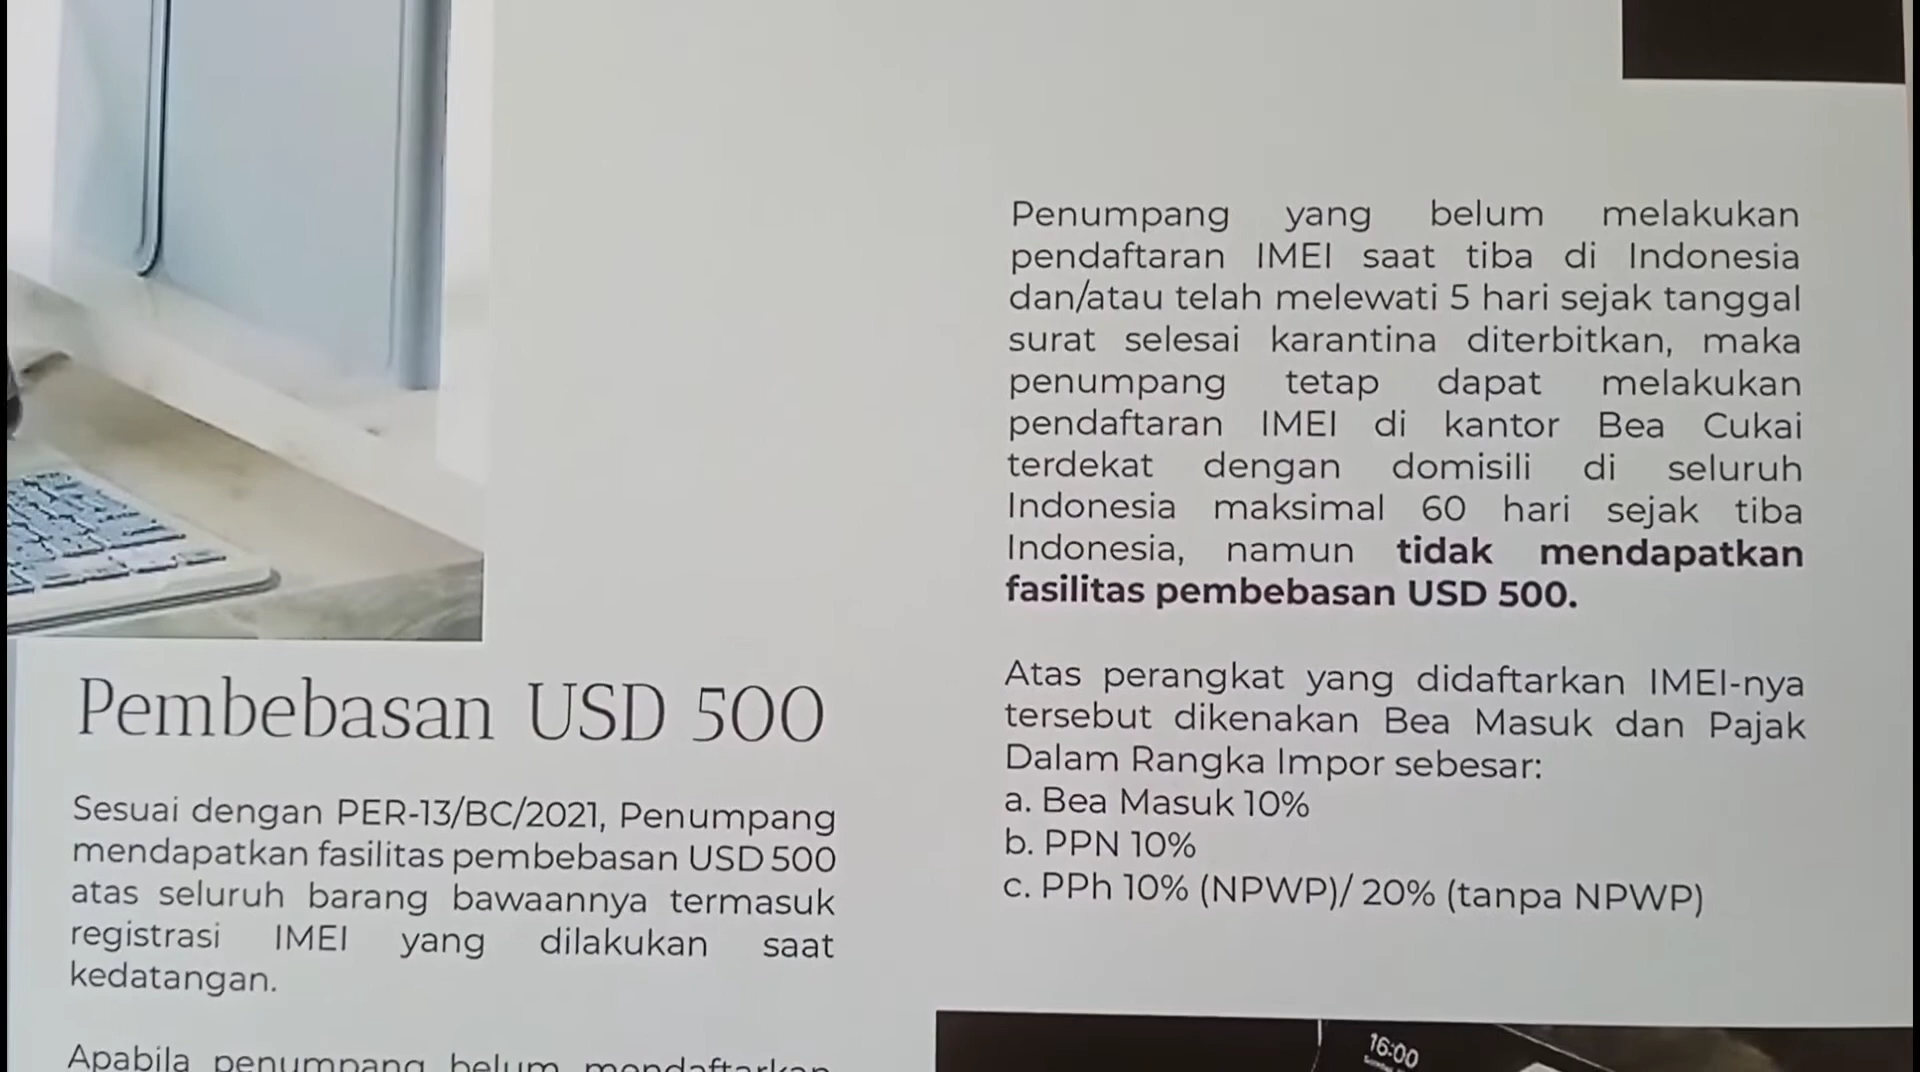 Pembebasan USD 500
Sesuai dengan PER-13/BC/2021, Penumpang
mendapatkan fasilitas pembebasan USD 500
atas seluruh barang bawaannya termasuk
registrasi IMEI yang dilakukan saat
kedatangan.
Apabila penumpang belum mendaftarkan
Penumpang yang belum melakukan
pendaftaran IMEI saat tiba di Indonesia
dan/atau telah melewati 5 hari sejak tanggal
surat selesai karantina diterbitkan, maka
penumpang tetap dapat melakukan
pendaftaran IMEI di kantor Bea Cukai
terdekat dengan domisili di seluruh
Indonesia maksimal 60 hari sejak tiba
Indonesia, namun tidak mendapatkan
fasilitas pembebasan USD 500.
Atas perangkat yang didaftarkan IMEI-nya
tersebut dikenakan Bea Masuk dan Pajak
Dalam Rangka Impor sebesar:
a. Bea Masuk 10%
b. PPN 10%
c. PPh 10% (NPWP)/ 20% (tanpa NPWP)
16:00